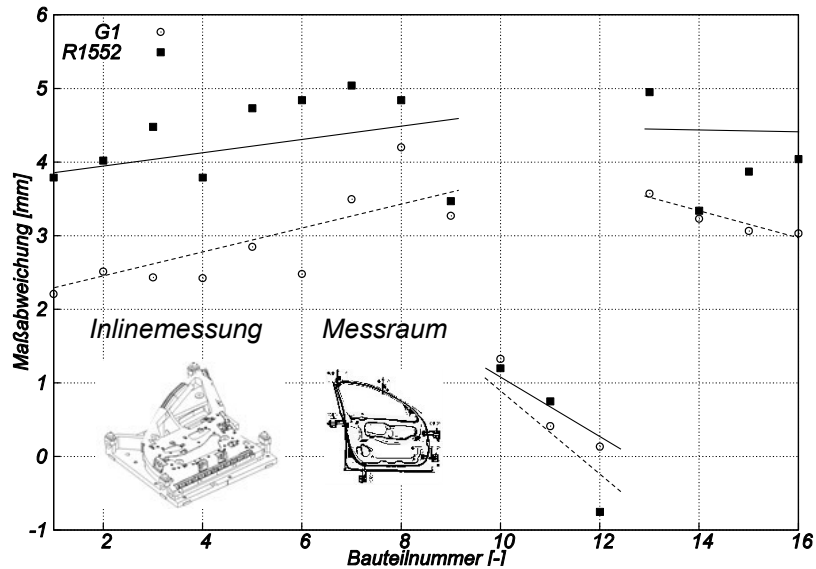 6
5
4
3
2
1
0
-1
Maßabweichung [mm]
G1
R1552
Inlinemessung
Messraum
2 4 6 8 10 12 14 16
Bauteilnummer [-]